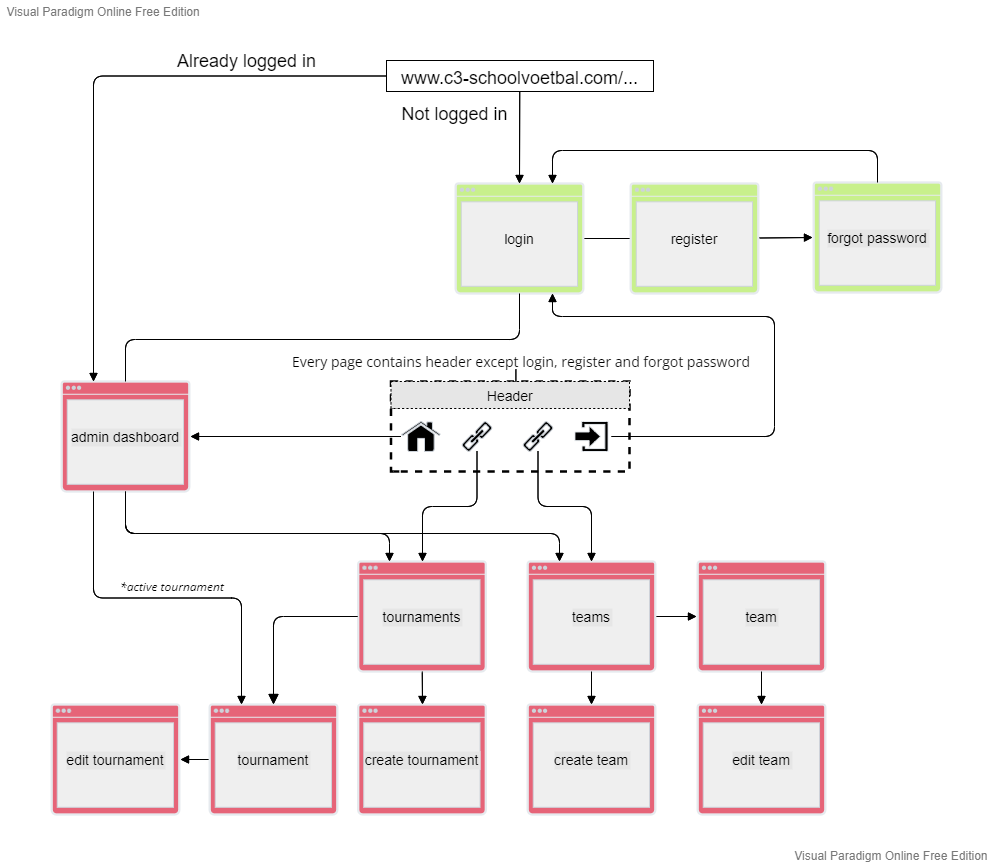 Visual Paradigm Online Free Edition
Already logged in
www.c3-schoolvoetbal.com/...
Not logged in
login
register
forgot password
Every page contains header except login, register and forgot password
Header
admin dashboard
*active tournament
tournaments
teams
team
edit tournament
tournament
create tournament
create team
edit team
Visual Paradigm Online Free Edition